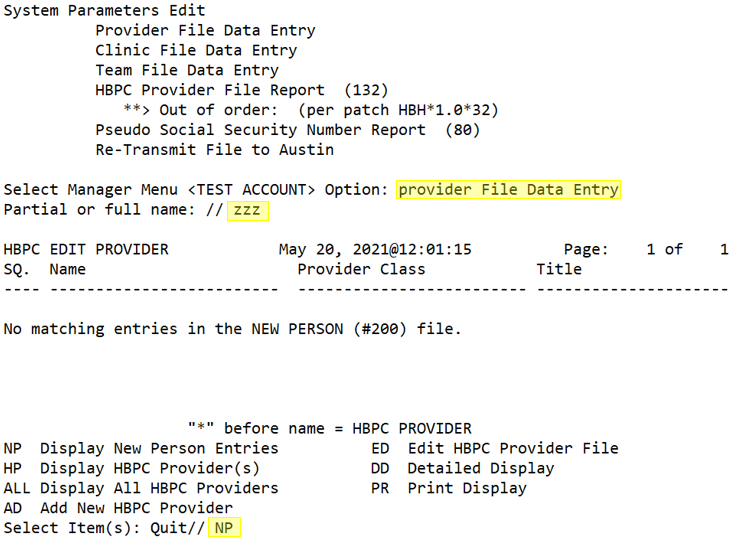 System Parameters Edit
Provider File Data Entry
Clinic File Data Entry
Team File Data Entry
HBPC Provider File Report  (132)
**> Out of order:  (per patch HBH*1.0*32)
Pseudo Social Security Number Report  (80)
Re-Transmit File to Austin
Select Manager Menu <TEST ACCOUNT> Option: provider File Data Entry
Partial or full name: // zzz
HBPC EDIT PROVIDER May 20, 2021@12:01:15 Page: 1 of 1
SQ. Name Provider Class Title
---- ------------------------- ------------------------- ---------------------
No matching entries in the NEW PERSON (#200) file.
"*" before name = HBPC PROVIDER
NP Display New Person Entries ED Edit HBPC Provider File
HP Display HBPC Provider(s) DD Detailed Display
ALL Display All HBPC Providers PR Print Display
AD Add New HBPC Provider
Select Item(s): Quit// NP